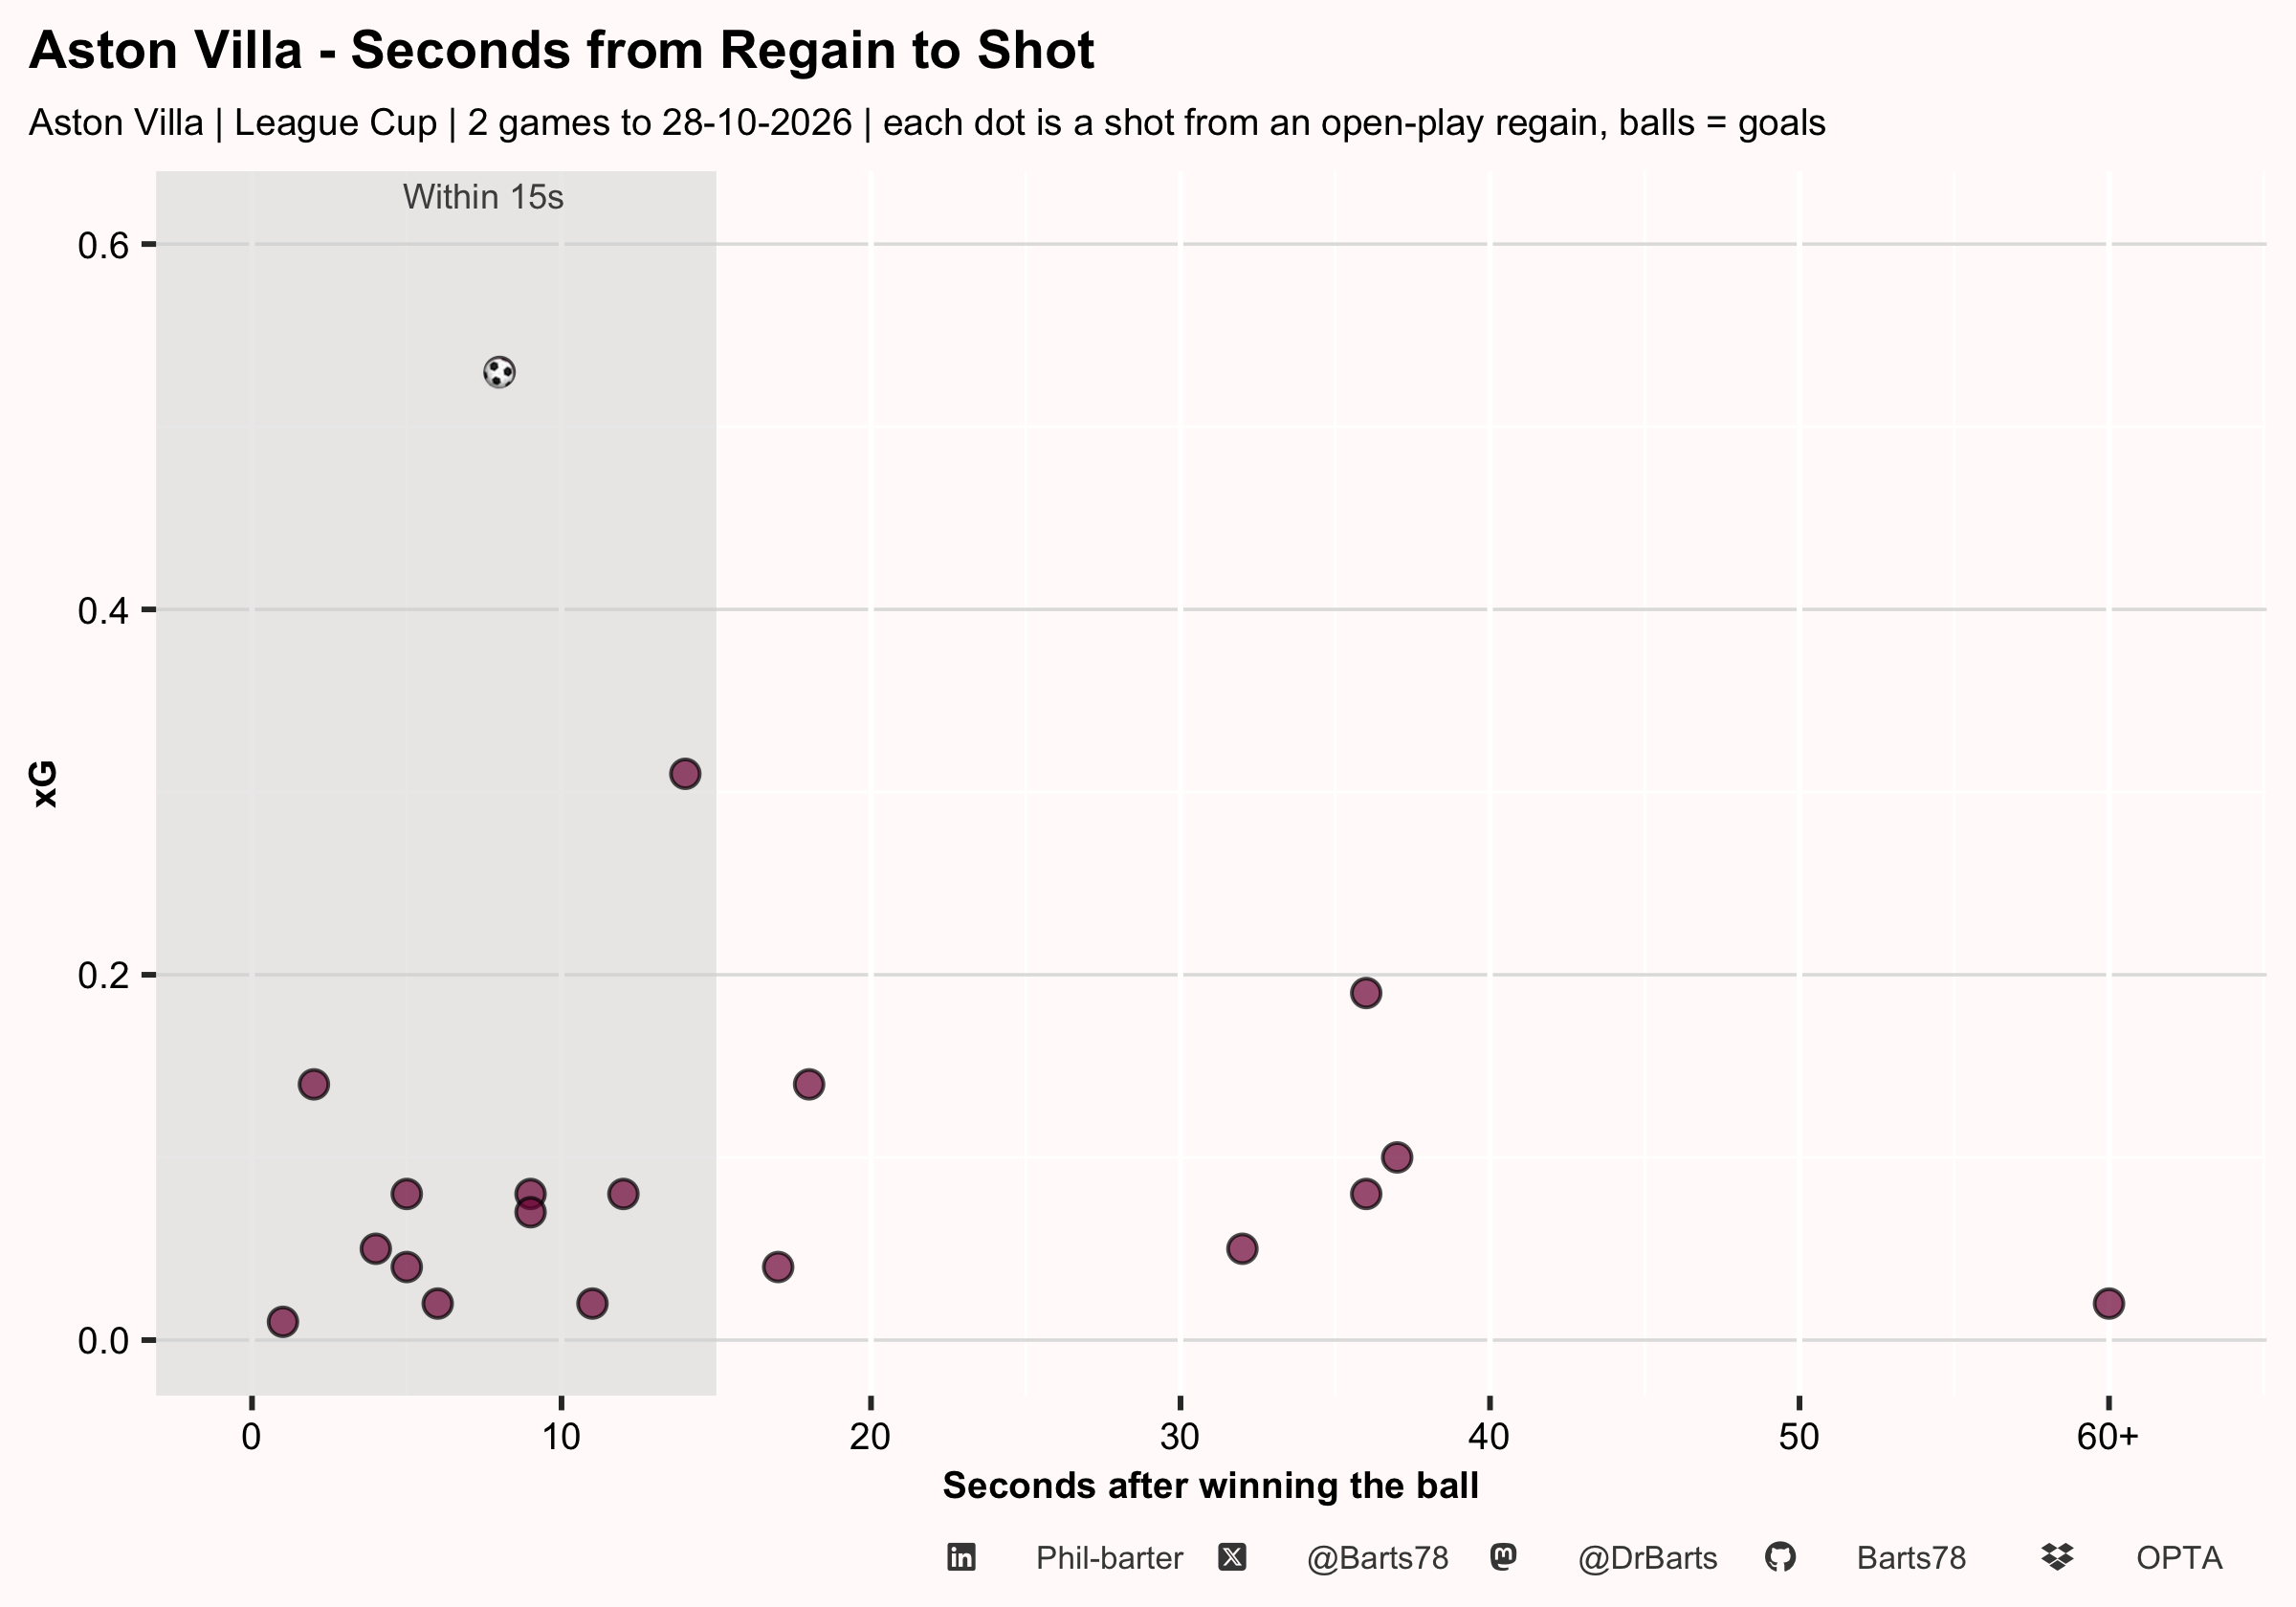 Aston Villa - Seconds from Regain to Shot
Aston Villa | League Cup | 2 games to 28-10-2026 | each dot is a shot from an open-play regain, balls = goals
Within 15s
0.6
0.4
0.2
0.0
xG
0 10 20 30 40 50 60+
Seconds after winning the ball
Phil-barter @Barts78 @DrBarts Barts78 OPTA